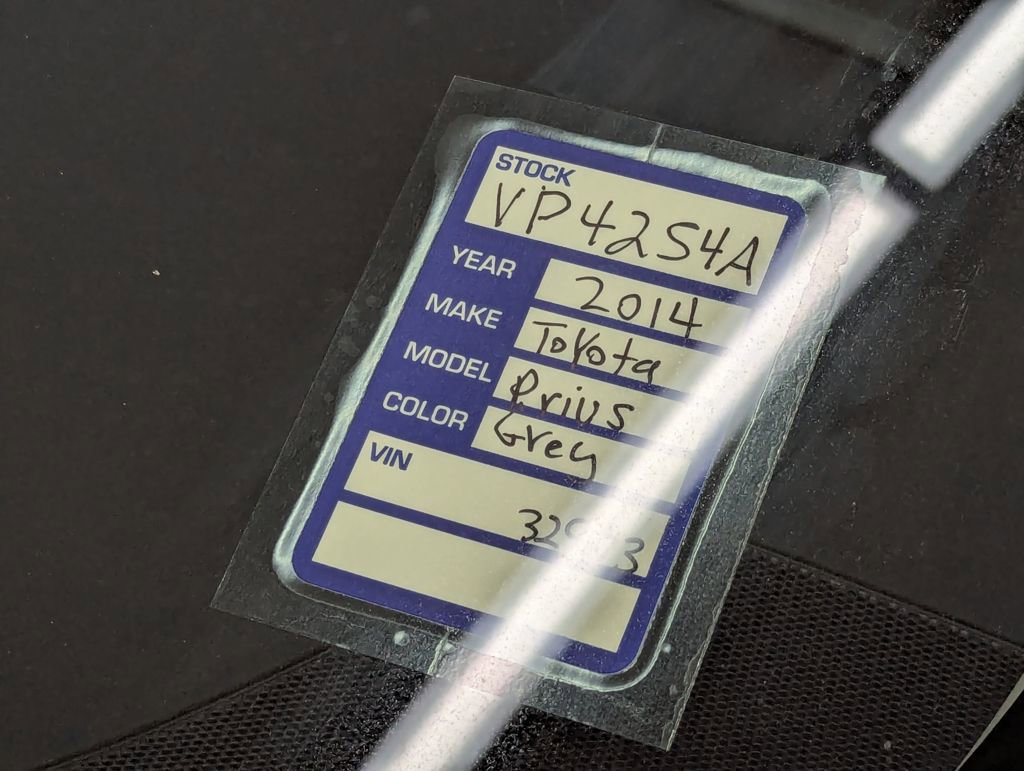 STOCK
VP4254A
YEAR 2014
MAKE Toyota
MODEL Prius
COLOR Grey
VIN